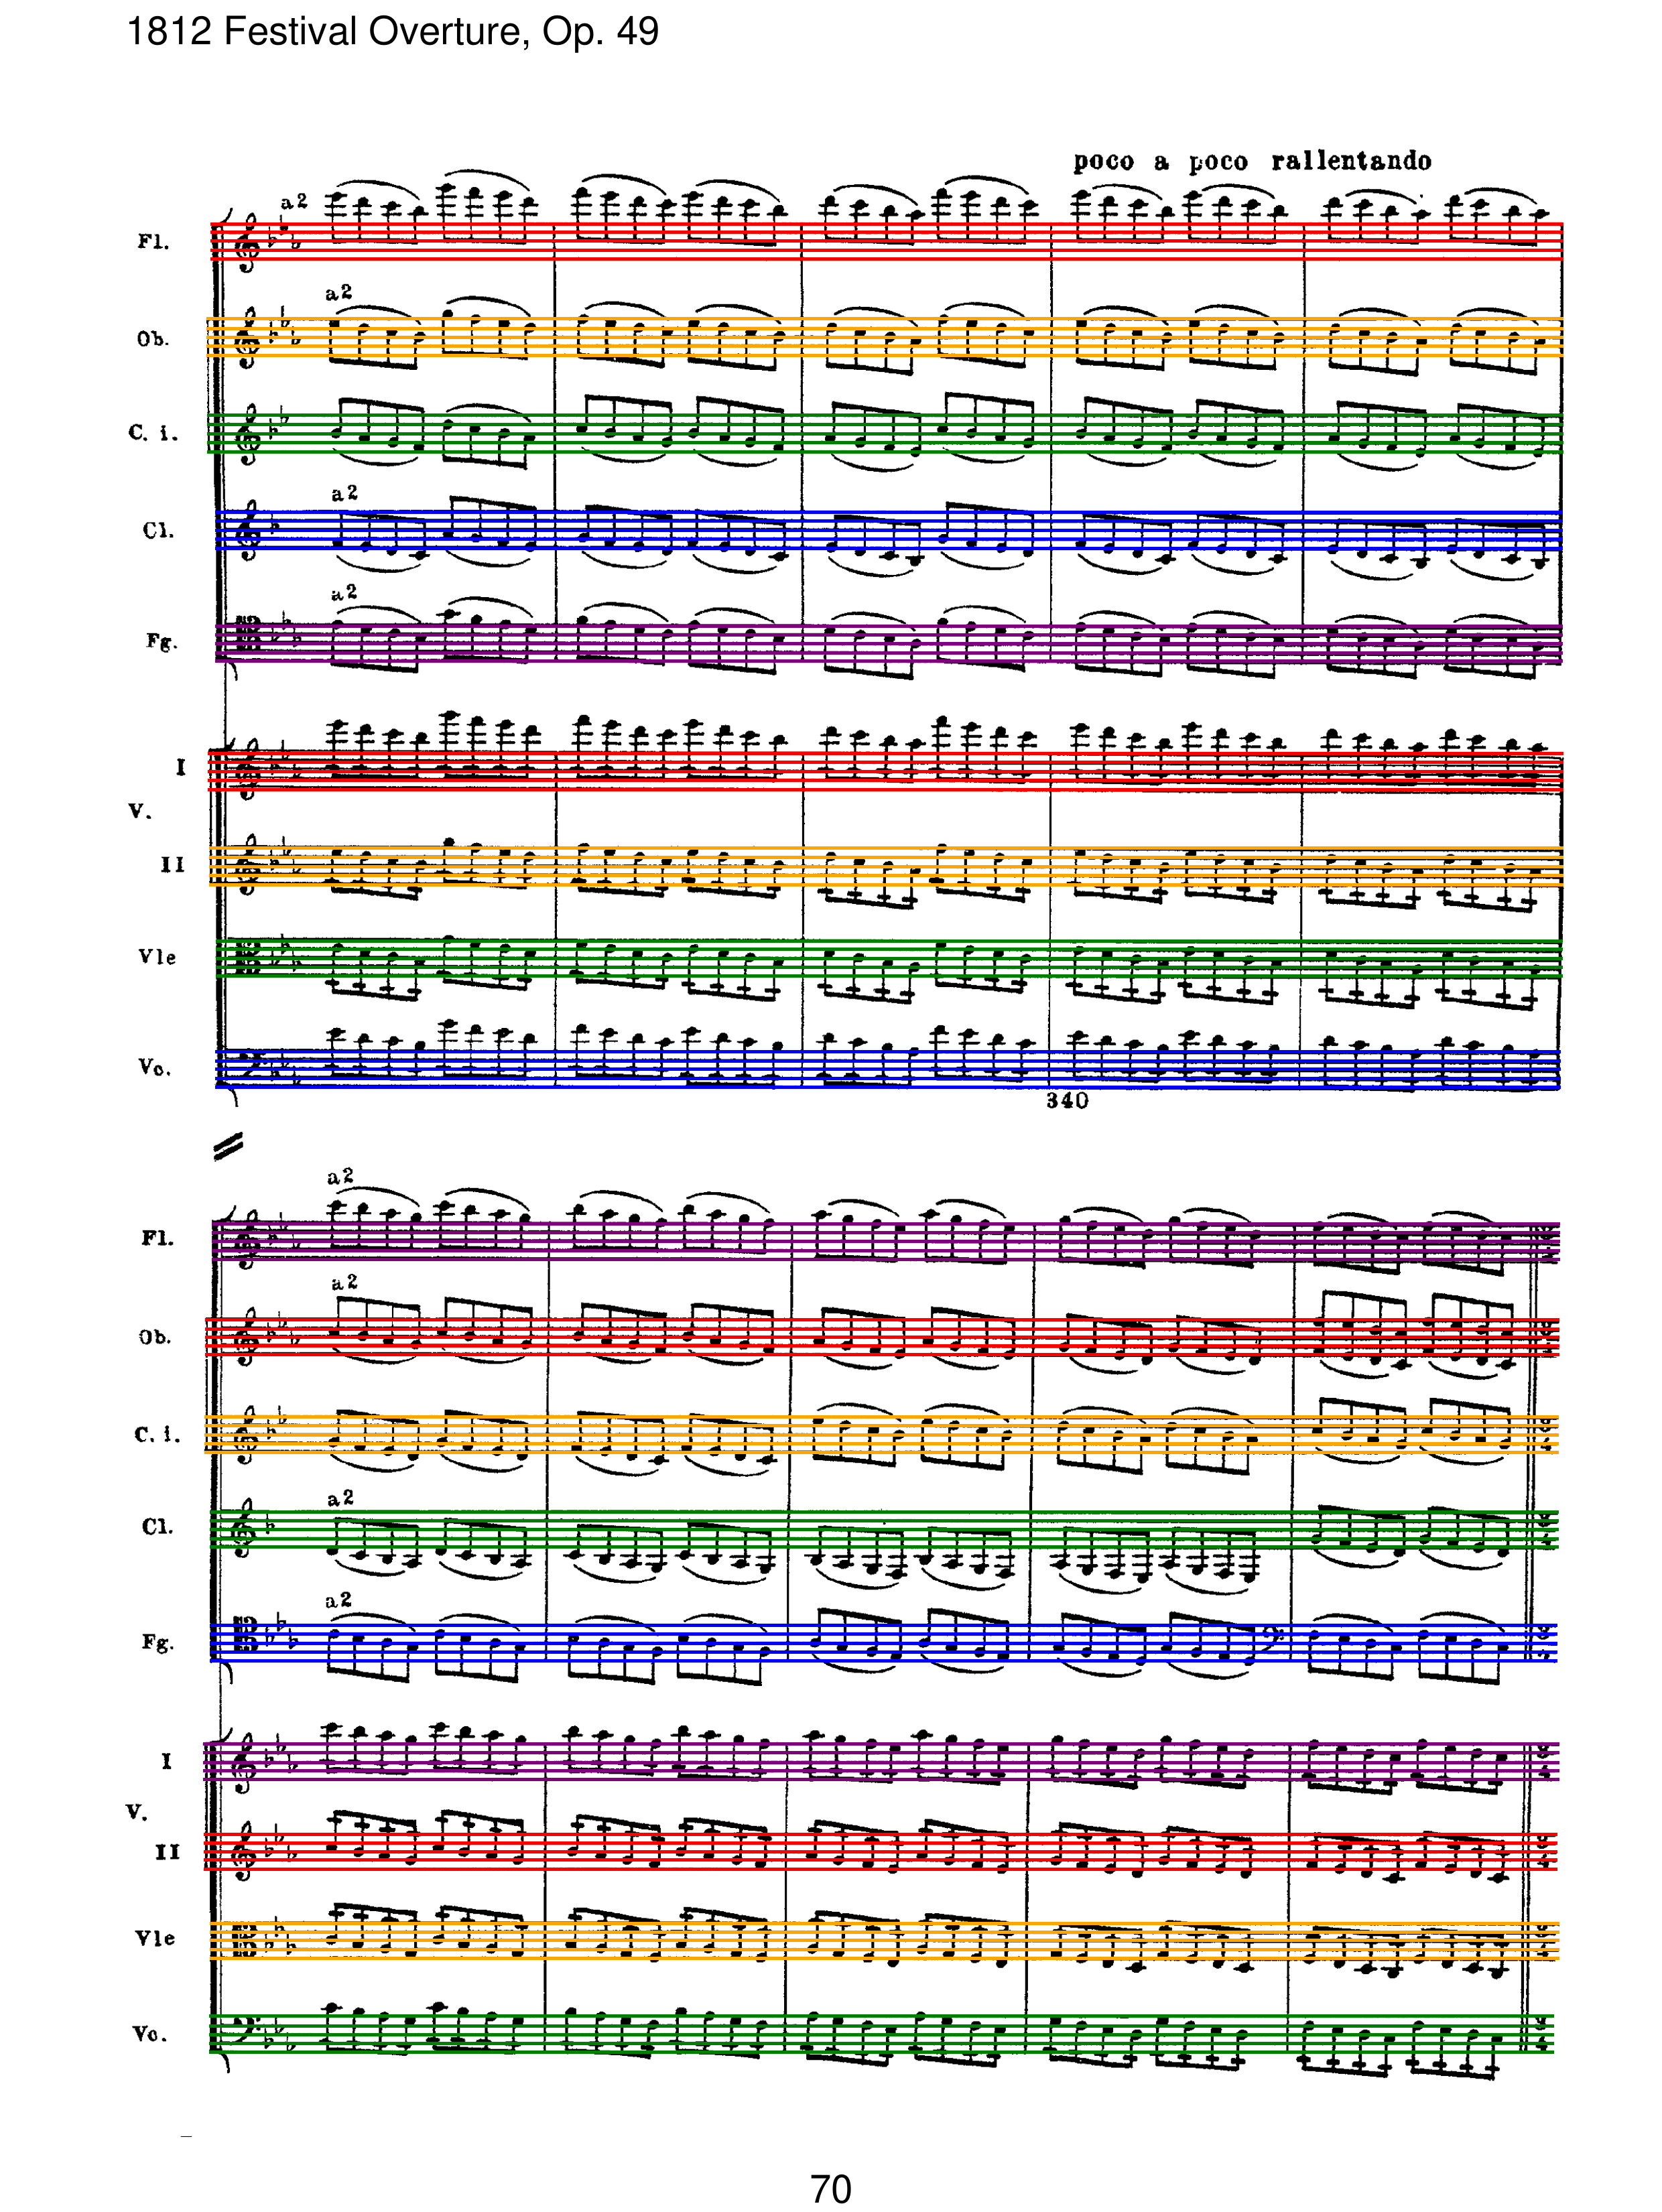 1812 Festival Overture, Op. 49
poco a poco rallentando
a2
Fl.
a2
Ob.
C. i.
a2
Cl.
a2
Fg.
I
V.
II
Vle
Vc.
340
a2
Fl.
a2
Ob.
C. i.
a2
Cl.
a2
Fg.
I
V.
II
Vle
Vc.
70